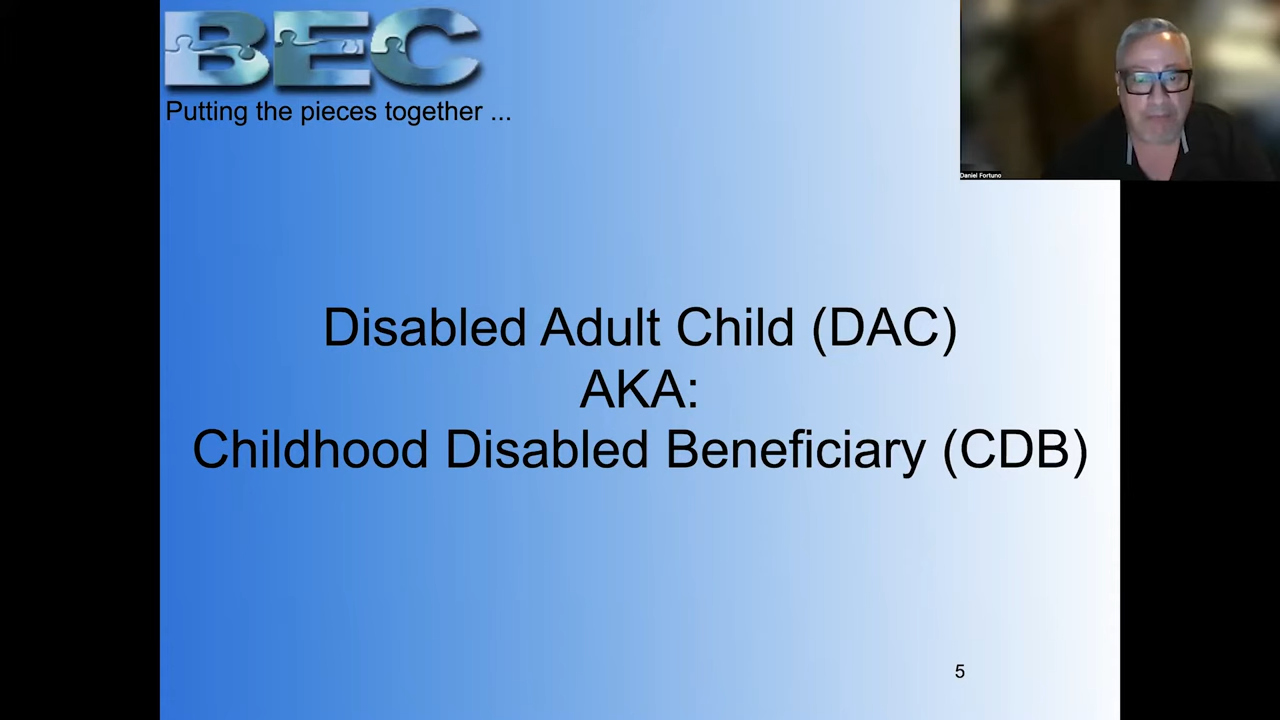 BEC
Putting the pieces together ...
Daniel Fortuno
Disabled Adult Child (DAC)
AKA:
Childhood Disabled Beneficiary (CDB)
5